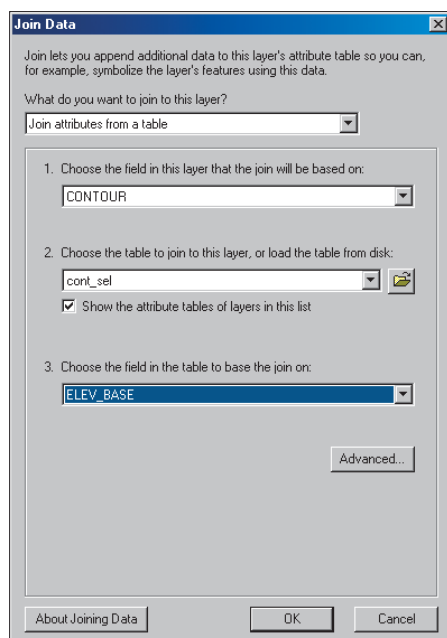 Join Data
Join lets you append additional data to this layer's attribute table so you can,
for example, symbolize the layer's features using this data.
What do you want to join to this layer?
Join attributes from a table
1. Choose the field in this layer that the join will be based on:
CONTOUR
2. Choose the table to join to this layer, or load the table from disk:
cont_sel
Show the attribute tables of layers in this list
3. Choose the field in the table to base the join on:
ELEV_BASE
Advanced...
About Joining Data
OK
Cancel